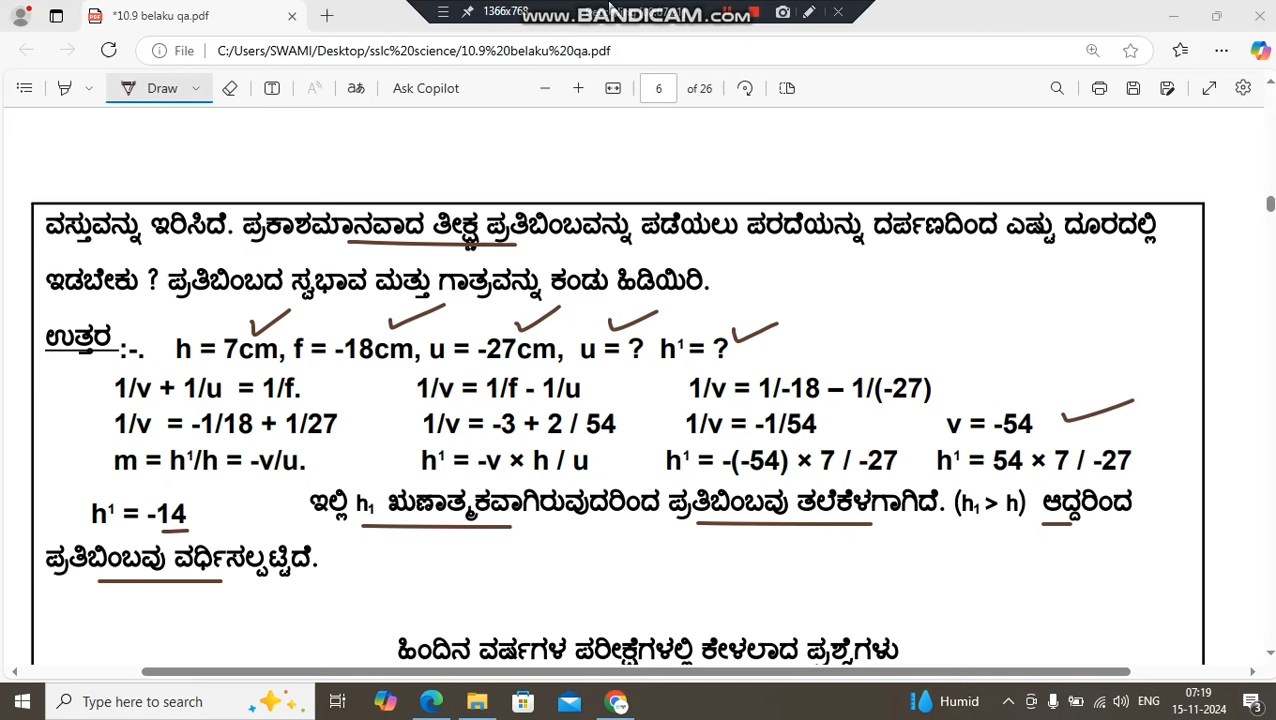 *10.9 belaku qa.pdf
1366x768
www.BANDICAM.com
File C:/Users/SWAMI/Desktop/sslc%20science/10.9%20belaku%20qa.pdf
Draw Ask Copilot 6 of 26
ವಸ್ತುವನ್ನು ಇರಿಸಿದೆ. ಪ್ರಕಾಶಮಾನವಾದ ತೀಕ್ಷ್ಣ ಪ್ರತಿಬಿಂಬವನ್ನು ಪಡೆಯಲು ಪರದೆಯನ್ನು ದರ್ಪಣದಿಂದ ಎಷ್ಟು ದೂರದಲ್ಲಿ
ಇಡಬೇಕು ? ಪ್ರತಿಬಿಂಬದ ಸ್ವಭಾವ ಮತ್ತು ಗಾತ್ರವನ್ನು ಕಂಡು ಹಿಡಿಯಿರಿ.
ಉತ್ತರ :-. h = 7cm, f = -18cm, u = -27cm, u = ? h¹ = ?
1/v + 1/u = 1/f. 1/v = 1/f - 1/u 1/v = 1/-18 – 1/(-27)
1/v = -1/18 + 1/27 1/v = -3 + 2 / 54 1/v = -1/54 v = -54
m = h¹/h = -v/u. h¹ = -v × h / u h¹ = -(-54) × 7 / -27 h¹ = 54 × 7 / -27
h¹ = -14 ಇಲ್ಲಿ h₁ ಋಣಾತ್ಮಕವಾಗಿರುವುದರಿಂದ ಪ್ರತಿಬಿಂಬವು ತಲೆಕೆಳಗಾಗಿದೆ. (h₁ > h) ಆದ್ದರಿಂದ
ಪ್ರತಿಬಿಂಬವು ವರ್ಧಿಸಲ್ಪಟ್ಟಿದೆ.
ಹಿಂದಿನ ವರ್ಷಗಳ ಪರೀಕ್ಷೆಗಳಲ್ಲಿ ಕೇಳಲಾದ ಪ್ರಶ್ನೆಗಳು
Type here to search Humid ENG 07:19
15-11-2024 3